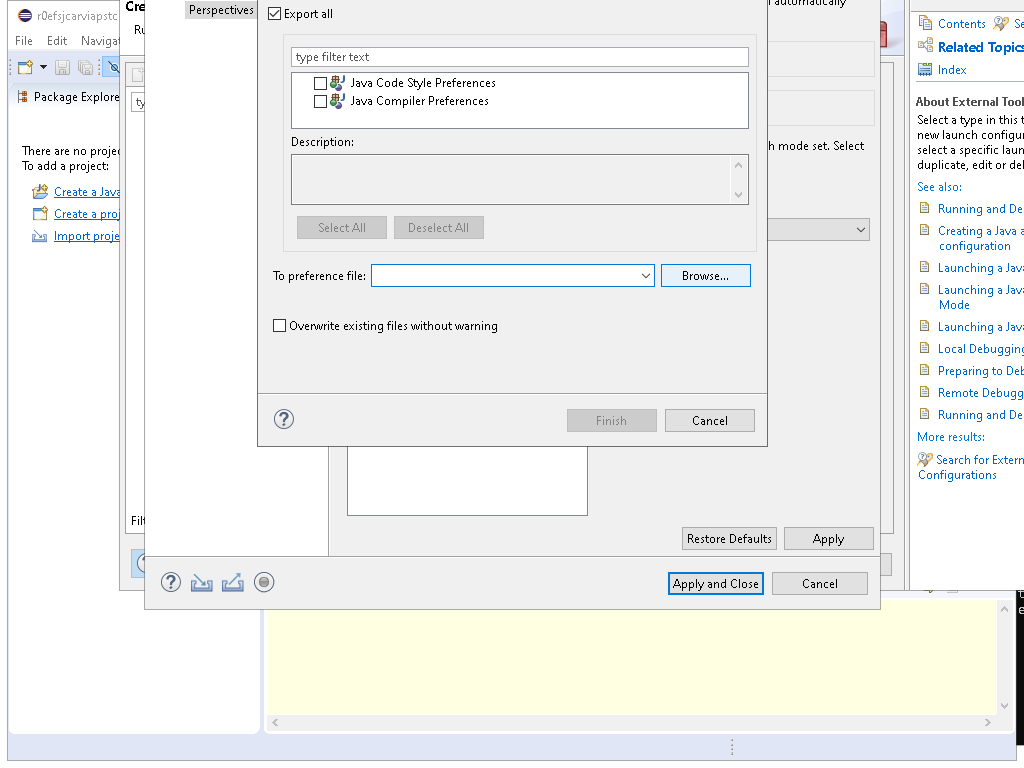 r0efsjcarviapstc
File Edit Navigat
Package Explore
There are no projec
To add a project:
Create a Java
Create a proj
Import proje
Cre
Ru
ty
Filt
Perspectives
Export all
type filter text
Java Code Style Preferences
Java Compiler Preferences
Description:
Select All Deselect All
To preference file: Browse...
Overwrite existing files without warning
Finish Cancel
automatically
h mode set. Select
Restore Defaults Apply
Apply and Close Cancel
Contents Se
Related Topics
Index
About External Tool
Select a type in this t
new launch configur
select a specific laun
duplicate, edit or del
See also:
Running and De
Creating a Java a
configuration
Launching a Java
Launching a Java
Mode
Launching a Java
Local Debugging
Preparing to Deb
Remote Debugg
Running and De
More results:
Search for Extern
Configurations